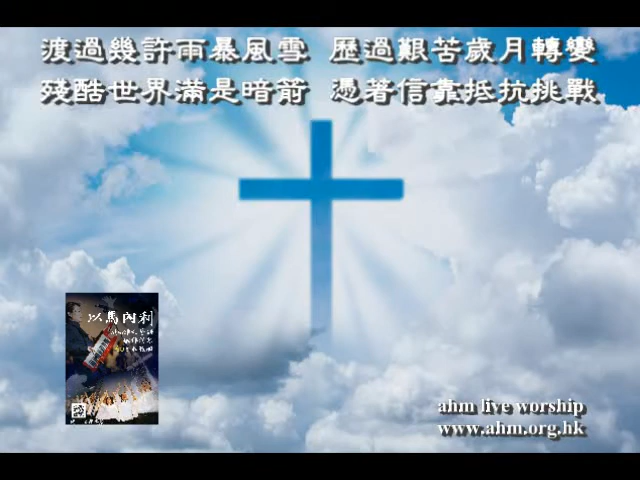 渡過幾許雨暴風雪 歷過艱苦歲月轉變
殘酷世界滿是暗箭 憑著信靠抵抗挑戰
以馬內利
ahm live worship
www.ahm.org.hk